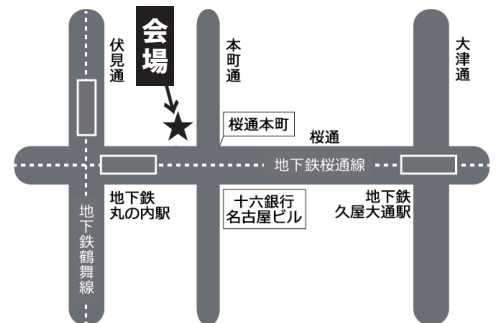 伏見通
会場
本町通
大津通
桜通本町
桜通
地下鉄桜通線
地下鉄
丸の内駅
十六銀行
名古屋ビル
地下鉄
久屋大通駅
地下鉄鶴舞線